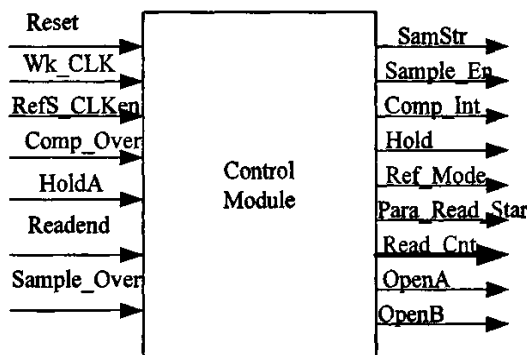 Reset
Wk_CLK
RefS_CLKen
Comp_Over
HoldA
Readend
Sample_Over
Control
Module
SamStr
Sample_En
Comp_Int
Hold
Ref_Mode
Para_Read_Star
Read_Cnt
OpenA
OpenB